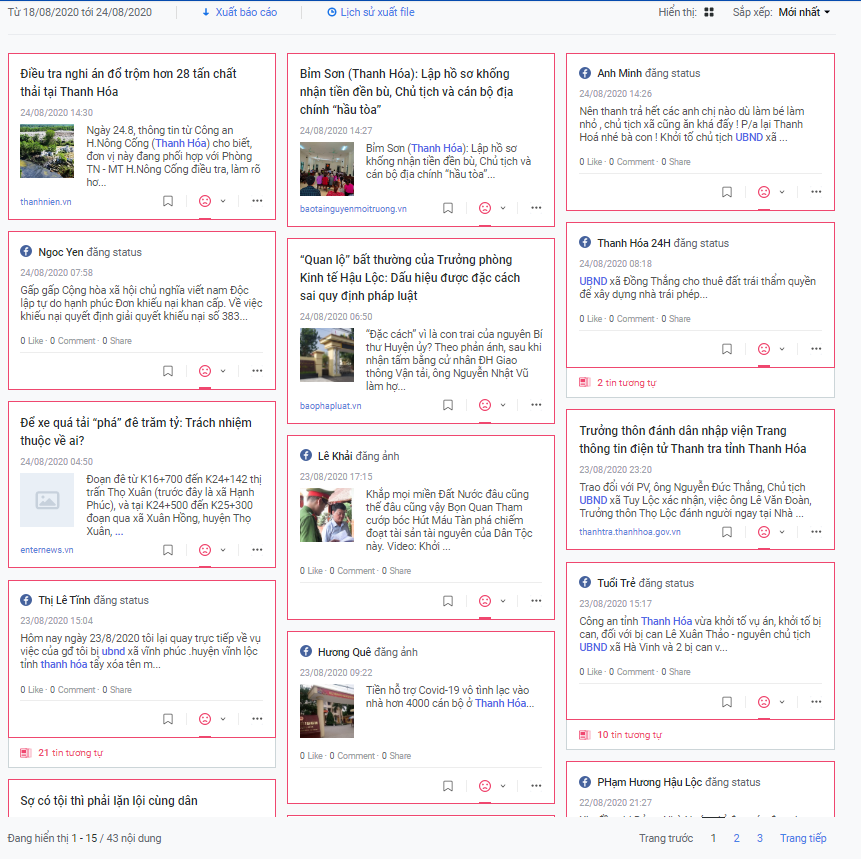 Từ 18/08/2020 tới 24/08/2020
Xuất báo cáo
Lịch sử xuất file
Hiển thị:
Sắp xếp: Mới nhất
Điều tra nghi án đổ trộm hơn 28 tấn chất
thải tại Thanh Hóa
24/08/2020 14:30
Ngày 24.8, thông tin từ Công an
H.Nông Cống (Thanh Hóa) cho biết,
đơn vị này đang phối hợp với Phòng
TN - MT H.Nông Cống điều tra, làm rõ
hơ...
thanhnien.vn
Ngoc Yen đăng status
24/08/2020 07:58
Gấp gấp Cộng hòa xã hội chủ nghĩa việt nam Độc
lập tự do hạnh phúc Đơn khiếu nại khan cấp. Về việc
khiếu nại quyết định giải quyết khiếu nại số 383...
0 Like · 0 Comment · 0 Share
Để xe quá tải “phá” đê trăm tỷ: Trách nhiệm
thuộc về ai?
24/08/2020 04:50
Đoạn đê từ K16+700 đến K24+142 thị
trấn Thọ Xuân (trước đây là xã Hạnh
Phúc), và tại K24+500 đến K25+300
đoạn qua xã Xuân Hồng, huyện Thọ
Xuân, ...
enternews.vn
Thị Lê Tĩnh đăng status
23/08/2020 15:04
Hôm nay ngày 23/8/2020 tôi lại quay trực tiếp về vụ
việc của gđ tôi bị ubnd xã vĩnh phúc .huyện vĩnh lộc
tỉnh thanh hóa tẩy xóa tên m...
0 Like · 0 Comment · 0 Share
21 tin tương tự
Sợ có tội thì phải lặn lội cùng dân
Bỉm Sơn (Thanh Hóa): Lập hồ sơ khống
nhận tiền đền bù, Chủ tịch và cán bộ địa
chính “hầu tòa”
24/08/2020 14:27
Bỉm Sơn (Thanh Hóa): Lập hồ sơ
khống nhận tiền đền bù, Chủ tịch và
cán bộ địa chính “hầu tòa”...
baotainguyenmoitruong.vn
“Quan lộ” bất thường của Trưởng phòng
Kinh tế Hậu Lộc: Dấu hiệu được đặc cách
sai quy định pháp luật
24/08/2020 06:50
“Đặc cách” vì là con trai của nguyên Bí
thư Huyện ủy? Theo phản ánh, sau khi
nhận tấm bằng cử nhân ĐH Giao
thông Vận tải, ông Nguyễn Nhật Vũ
làm hợ...
baophapluat.vn
Lê Khải đăng ảnh
23/08/2020 17:15
Khắp mọi miền Đất Nước đâu cũng
thế đâu cũng vậy Bọn Quan Tham
cướp bóc Hút Máu Tàn phá chiếm
đoạt tài sản tài nguyên của Dân Tộc
này. Video: Khởi ...
0 Like · 0 Comment · 0 Share
Hương Quê đăng ảnh
23/08/2020 09:22
Tiền hỗ trợ Covid-19 vô tình lạc vào
nhà hơn 4000 cán bộ ở Thanh Hóa...
0 Like · 0 Comment · 0 Share
Anh Minh đăng status
24/08/2020 14:26
Nên thanh trả hết các anh chị nào dù làm bé làm
nhỏ , chủ tịch xã cũng ăn khá đấy ! P/a lại Thanh
Hoá nhé bà con ! Khởi tố chủ tịch UBND xã ...
0 Like · 0 Comment · 0 Share
Thanh Hóa 24H đăng status
24/08/2020 08:18
UBND xã Đồng Thắng cho thuê đất trái thẩm quyền
để xây dựng nhà trái phép...
0 Like · 0 Comment · 0 Share
2 tin tương tự
Trưởng thôn đánh dân nhập viện Trang
thông tin điện tử Thanh tra tỉnh Thanh Hóa
23/08/2020 23:20
Trao đổi với PV, ông Nguyễn Đức Thắng, Chủ tịch
UBND xã Tuy Lộc xác nhận, việc ông Lê Văn Đoàn,
Trưởng thôn Thọ Lộc đánh người ngay tại Nhà ...
thanhtra.thanhhoa.gov.vn
Tuổi Trẻ đăng status
23/08/2020 15:17
Công an tỉnh Thanh Hóa vừa khởi tố vụ án, khởi tố bị
can, đối với bị can Lê Xuân Thảo - nguyên chủ tịch
UBND xã Hà Vinh và 2 bị can v...
0 Like · 0 Comment · 0 Share
10 tin tương tự
PHạm Hương Hậu Lộc đăng status
22/08/2020 21:27
Đang hiển thị 1 - 15 / 43 nội dung
Trang trước 1 2 3 Trang tiếp